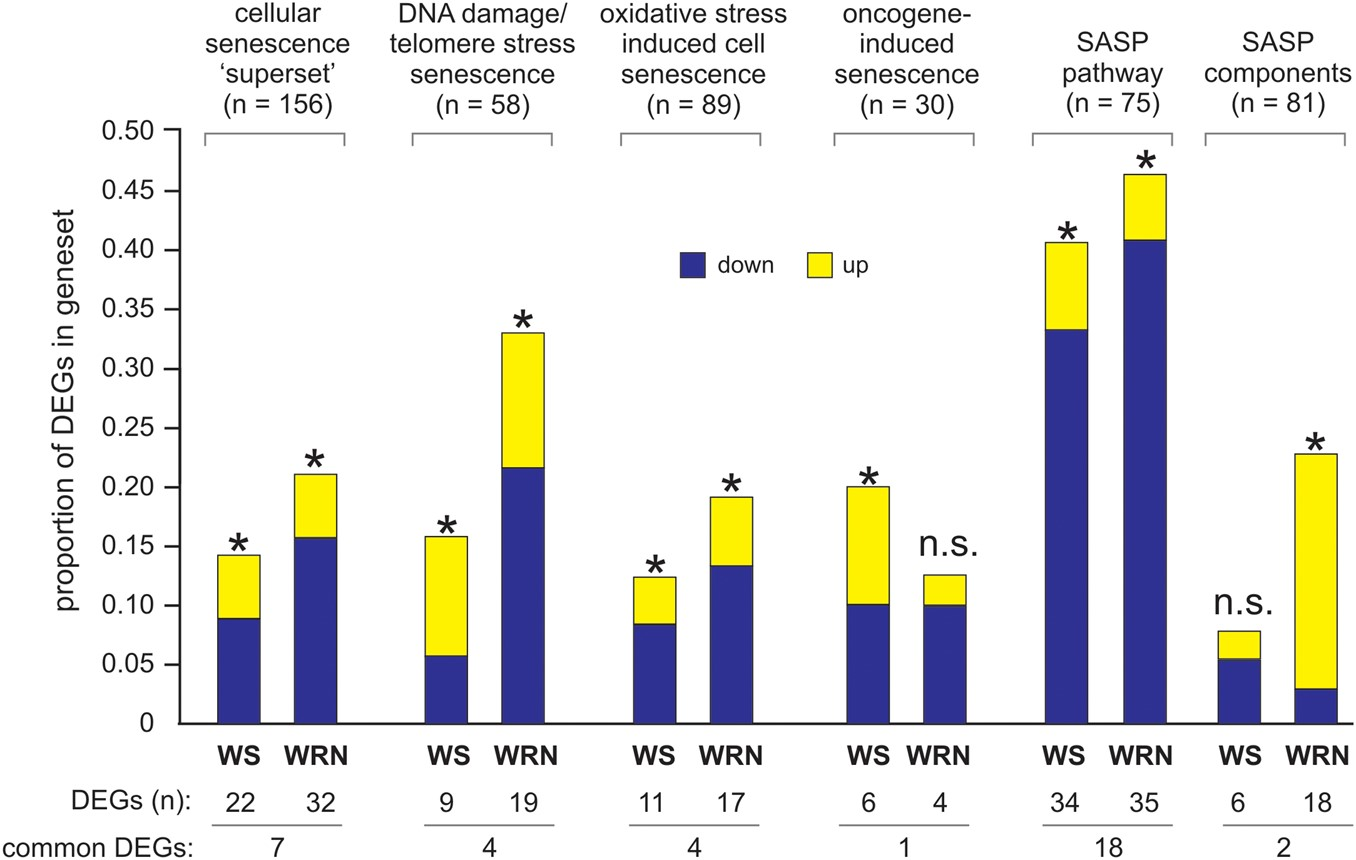 cellular
senescence
‘superset’
(n = 156)
DNA damage/
telomere stress
senescence
(n = 58)
oxidative stress
induced cell
senescence
(n = 89)
oncogene-
induced
senescence
(n = 30)
SASP
pathway
(n = 75)
SASP
components
(n = 81)
proportion of DEGs in geneset
0.50
0.45
0.40
0.35
0.30
0.25
0.20
0.15
0.10
0.05
0
down up
* * * * * * * n.s. * * n.s. *
WS WRN WS WRN WS WRN WS WRN WS WRN WS WRN
DEGs (n): 22 32 9 19 11 17 6 4 34 35 6 18
common DEGs: 7 4 4 1 18 2